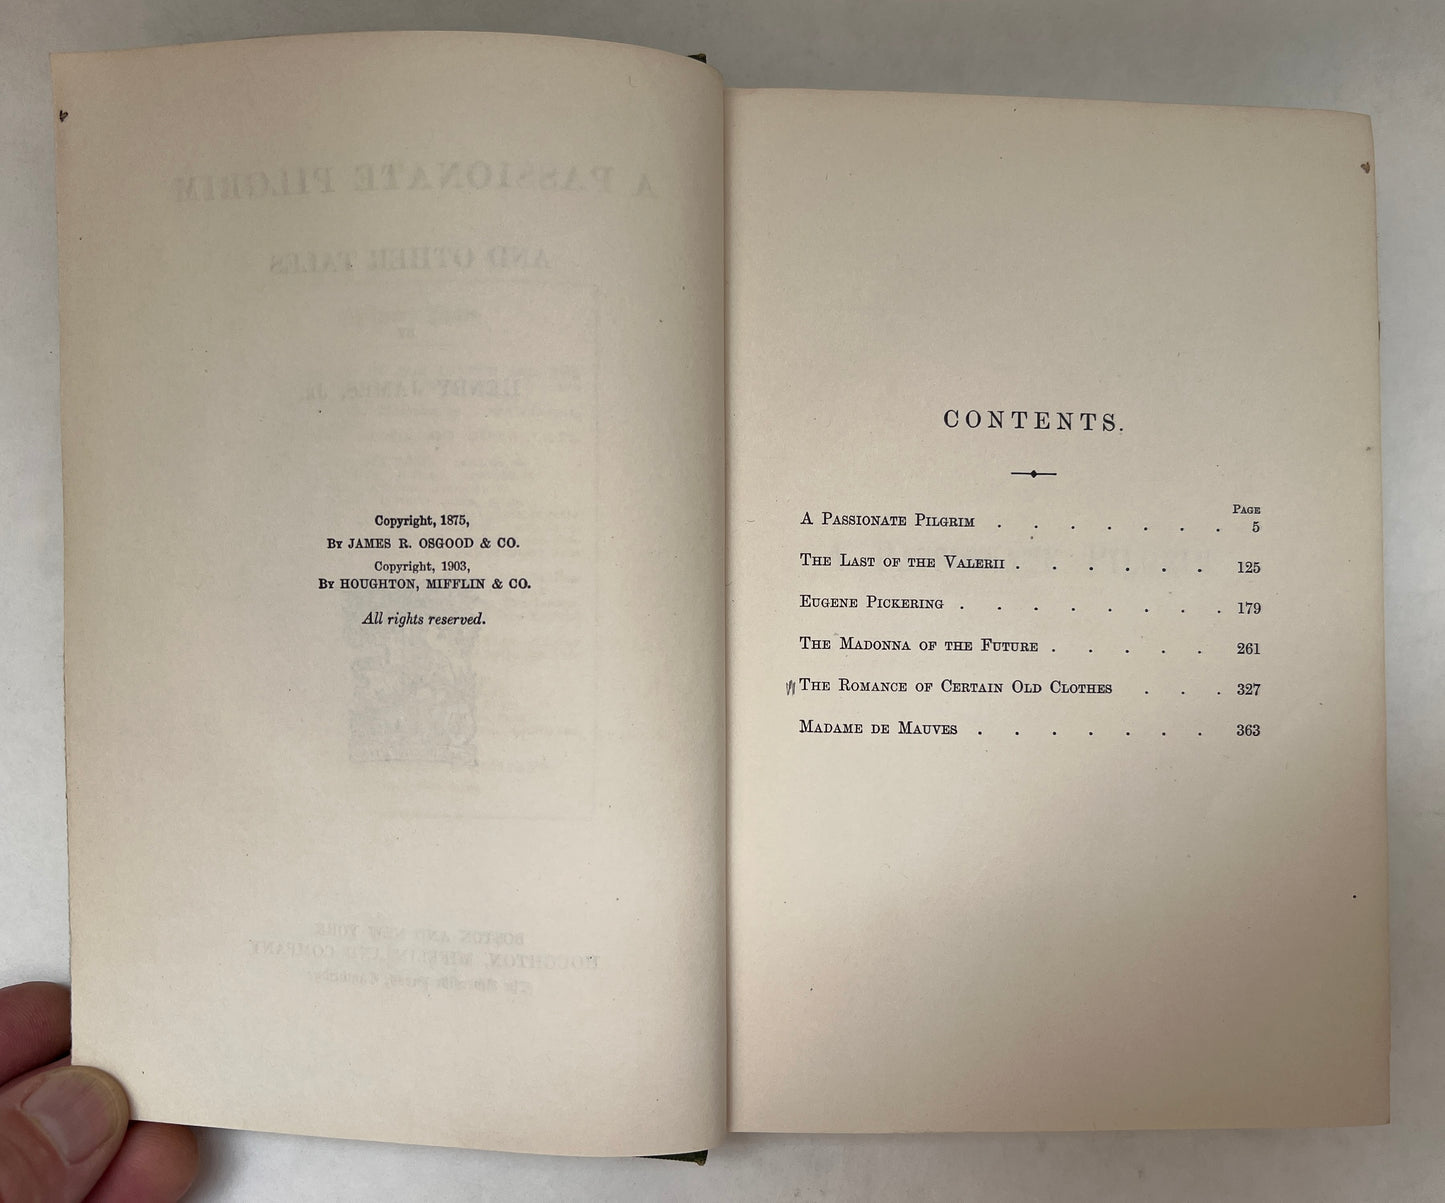 Copyright, 1875,
By JAMES R. OSGOOD & CO.
Copyright, 1903,
By HOUGHTON, MIFFLIN & CO.
All rights reserved.
CONTENTS.
Page
A Passionate Pilgrim . . . . . . . 5
The Last of the Valerii . . . . . . 125
Eugene Pickering . . . . . . . . 179
The Madonna of the Future . . . . . 261
The Romance of Certain Old Clothes . . . 327
Madame de Mauves . . . . . . . 363